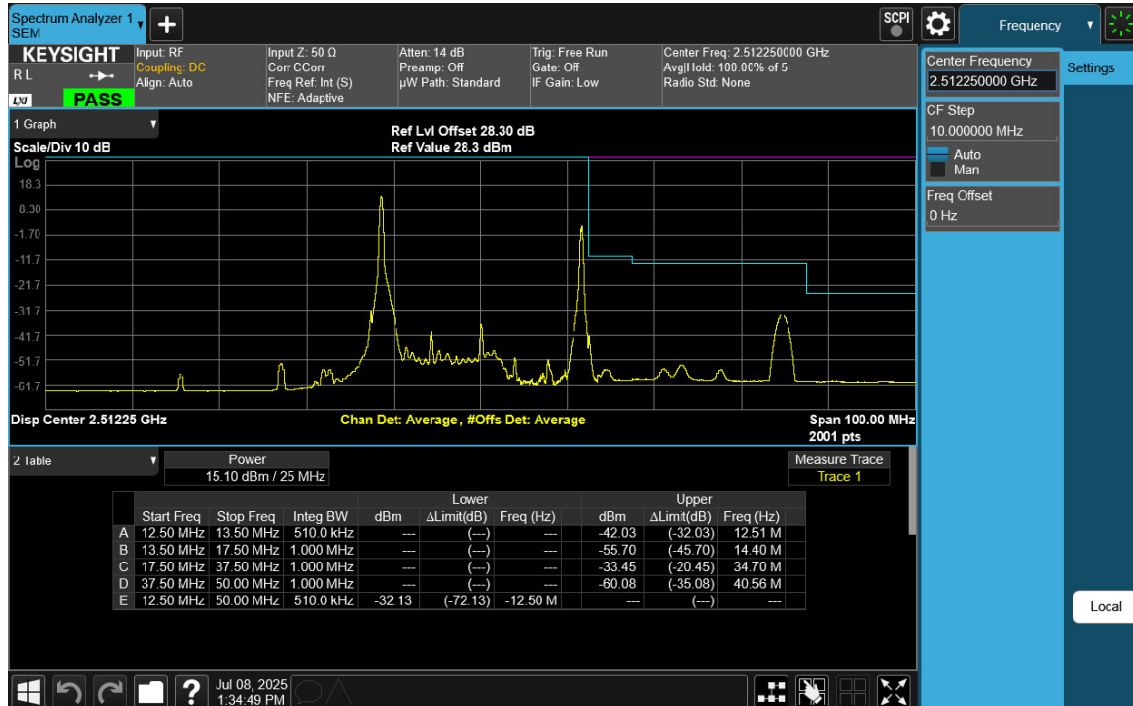 Spectrum Analyzer 1
SEM
+
SCPI
Frequency
KEYSIGHT
R L
LXI
PASS
Input: RF
Coupling: DC
Align: Auto
Input Z: 50 Ω
Corr CCorr
Freq Ref: Int (S)
NFE: Adaptive
Atten: 14 dB
Preamp: Off
µW Path: Standard
Trig: Free Run
Gate: Off
IF Gain: Low
Center Freq: 2.512250000 GHz
Avg|Hold: 100.00% of 5
Radio Std: None
Center Frequency
2.512250000 GHz
Settings
CF Step
10.000000 MHz
Auto
Man
Freq Offset
0 Hz
1 Graph
Scale/Div 10 dB
Ref Lvl Offset 28.30 dB
Ref Value 28.3 dBm
Log
18.3
8.30
-1.70
-11.7
-21.7
-31.7
-41.7
-51.7
-61.7
Disp Center 2.51225 GHz
Chan Det: Average, #Offs Det: Average
Span 100.00 MHz
2001 pts
2 Table
Power
15.10 dBm / 25 MHz
Measure Trace
Trace 1
Lower Upper
Start Freq Stop Freq Integ BW dBm ΔLimit(dB) Freq (Hz) dBm ΔLimit(dB) Freq (Hz)
A 12.50 MHz 13.50 MHz 510.0 kHz --- (---) --- -42.03 (-32.03) 12.51 M
B 13.50 MHz 17.50 MHz 1.000 MHz --- (---) --- -55.70 (-45.70) 14.40 M
C 17.50 MHz 37.50 MHz 1.000 MHz --- (---) --- -33.45 (-20.45) 34.70 M
D 37.50 MHz 50.00 MHz 1.000 MHz --- (---) --- -60.08 (-35.08) 40.56 M
E 12.50 MHz 50.00 MHz 510.0 kHz -32.13 (-72.13) -12.50 M --- (---) ---
Local
?
Jul 08, 2025
1:34:49 PM